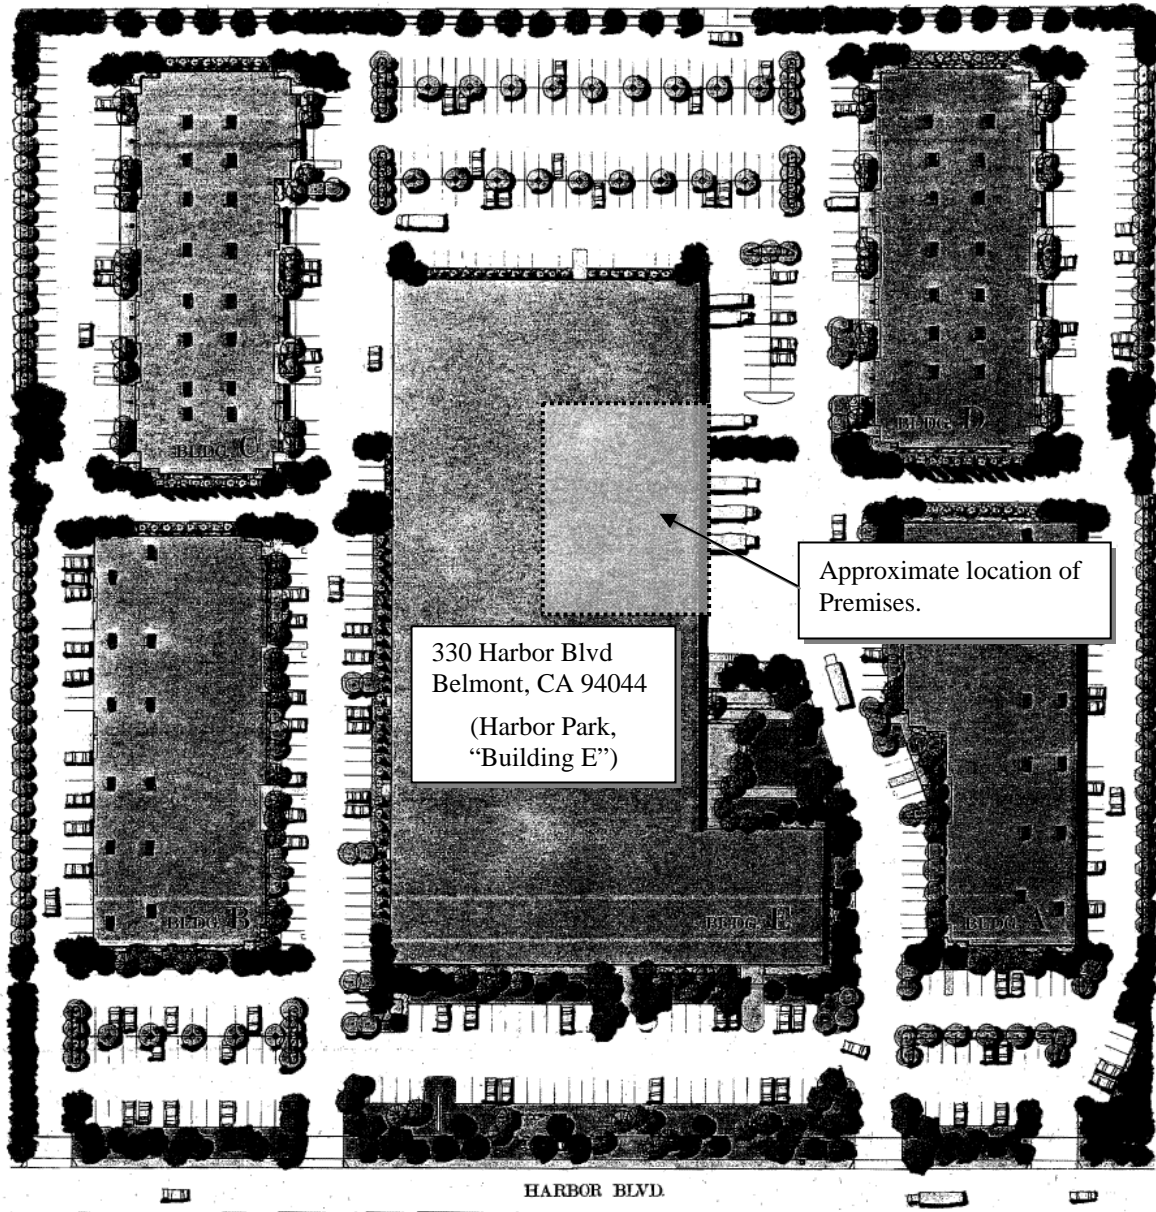 BLDG. C
BLDG. D
Approximate location of
Premises.
330 Harbor Blvd
Belmont, CA 94044
(Harbor Park,
“Building E”)
BLDG. B
BLDG. E
BLDG. A
HARBOR BLVD.